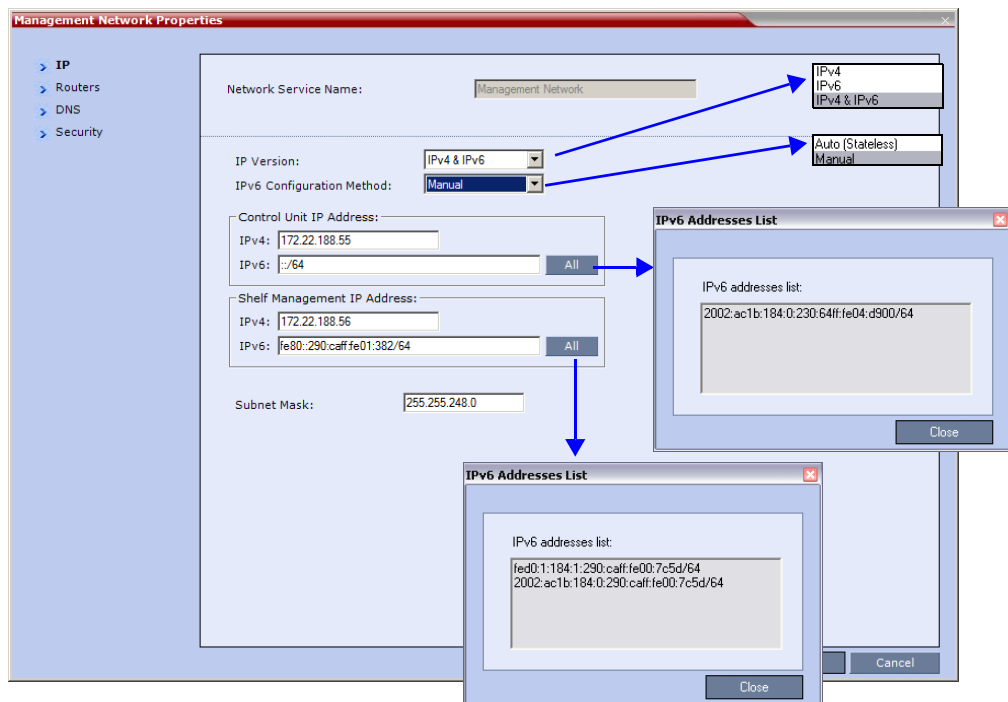 Management Network Properties
IP
Routers
DNS
Security
Network Service Name: Management Network
IPv4
IPv6
IPv4 & IPv6
Auto (Stateless)
Manual
IP Version: IPv4 & IPv6
IPv6 Configuration Method: Manual
Control Unit IP Address:
IPv4: 172.22.188.55
IPv6: ::/64 All
Shelf Management IP Address:
IPv4: 172.22.188.56
IPv6: fe80::290:caff:fe01:382/64 All
Subnet Mask: 255.255.248.0
IPv6 Addresses List
IPv6 addresses list:
2002:ac1b:184:0:230:64ff:fe04:d900/64
Close
IPv6 Addresses List
IPv6 addresses list:
fed0:1:184:1:290:caff:fe00:7c5d/64
2002:ac1b:184:0:290:caff:fe00:7c5d/64
Close
Cancel